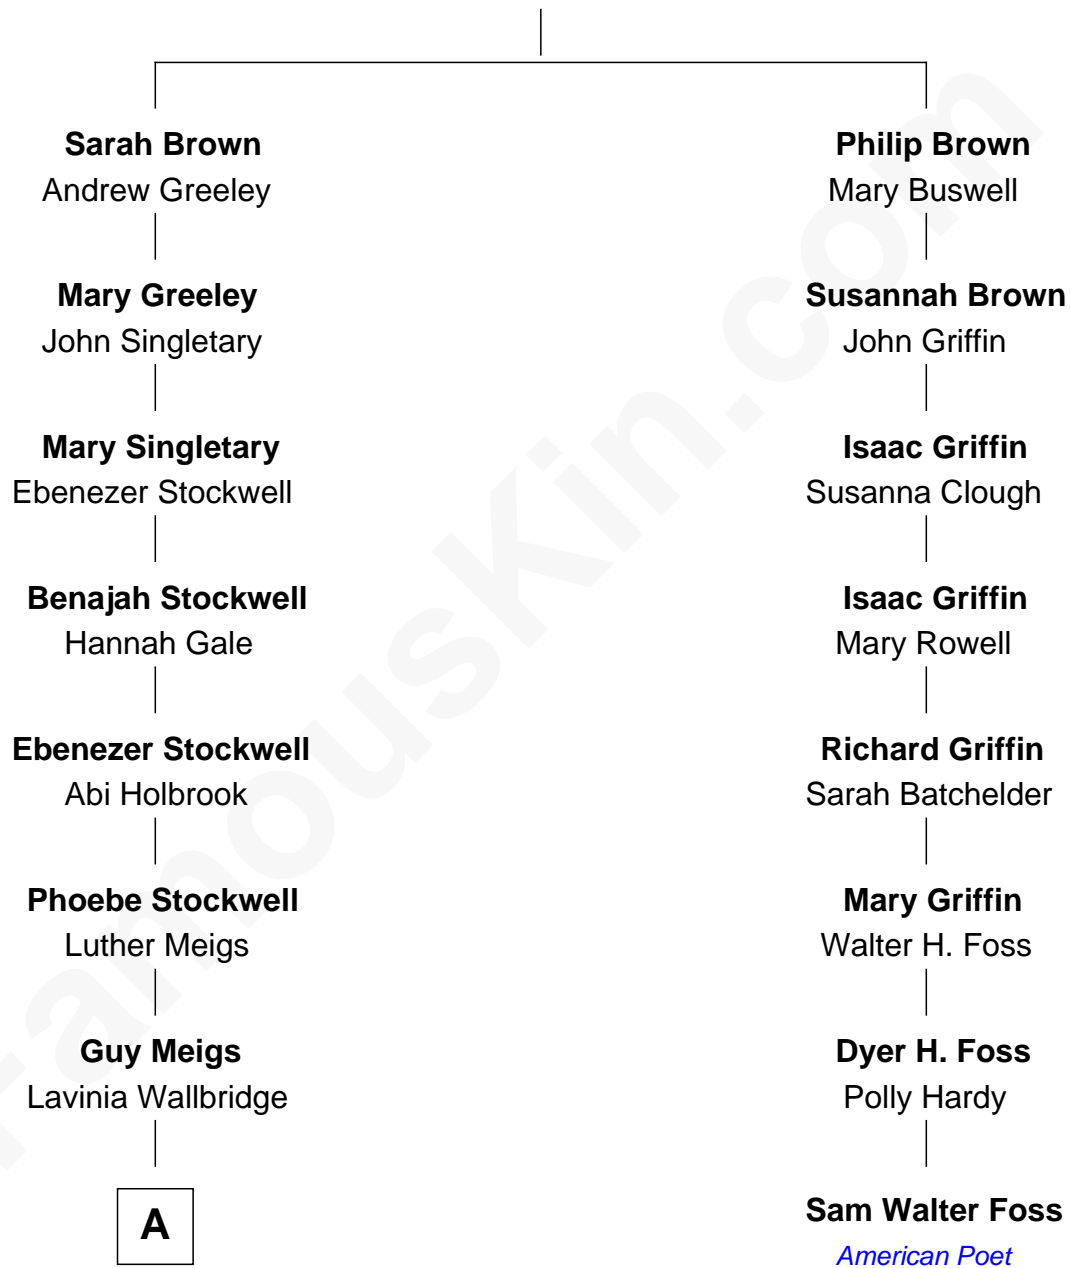 Sarah Brown
Andrew Greeley
Mary Greeley
John Singletary
Mary Singletary
Ebenezer Stockwell
Benajah Stockwell
Hannah Gale
Ebenezer Stockwell
Abi Holbrook
Phoebe Stockwell
Luther Meigs
Guy Meigs
Lavinia Wallbridge
A
Philip Brown
Mary Buswell
Susannah Brown
John Griffin
Isaac Griffin
Susanna Clough
Isaac Griffin
Mary Rowell
Richard Griffin
Sarah Batchelder
Mary Griffin
Walter H. Foss
Dyer H. Foss
Polly Hardy
Sam Walter Foss
American Poet
FamousKin.com